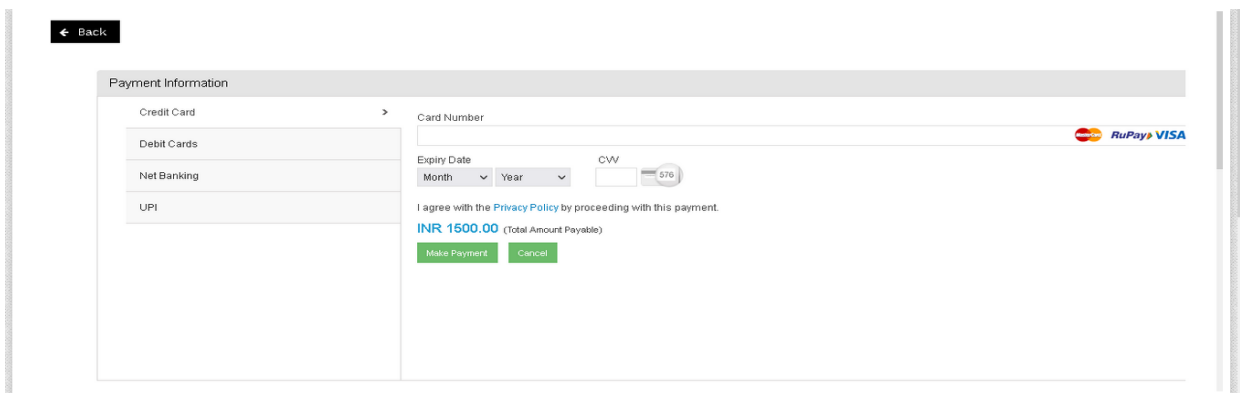 Back
Payment Information
Credit Card
Debit Cards
Net Banking
UPI
Card Number
MasterCard RuPay VISA
Expiry Date CVV
Month Year 576
I agree with the Privacy Policy by proceeding with this payment.
INR 1500.00 (Total Amount Payable)
Make Payment Cancel